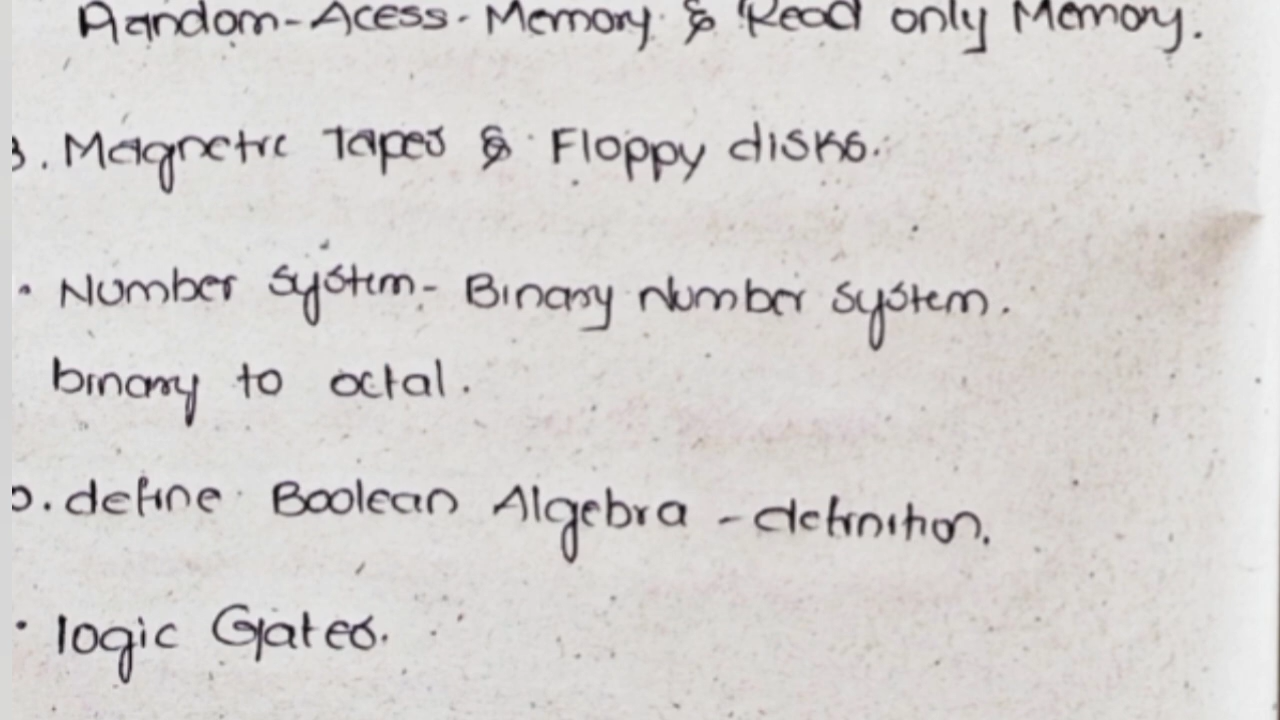 Random-Acess-Memory & Read only Memory.
3. Magnetic Tapes & Floppy disks.
. Number system- Binary Number system.
binary to octal.
. define Boolean Algebra - definition.
. logic Gates.